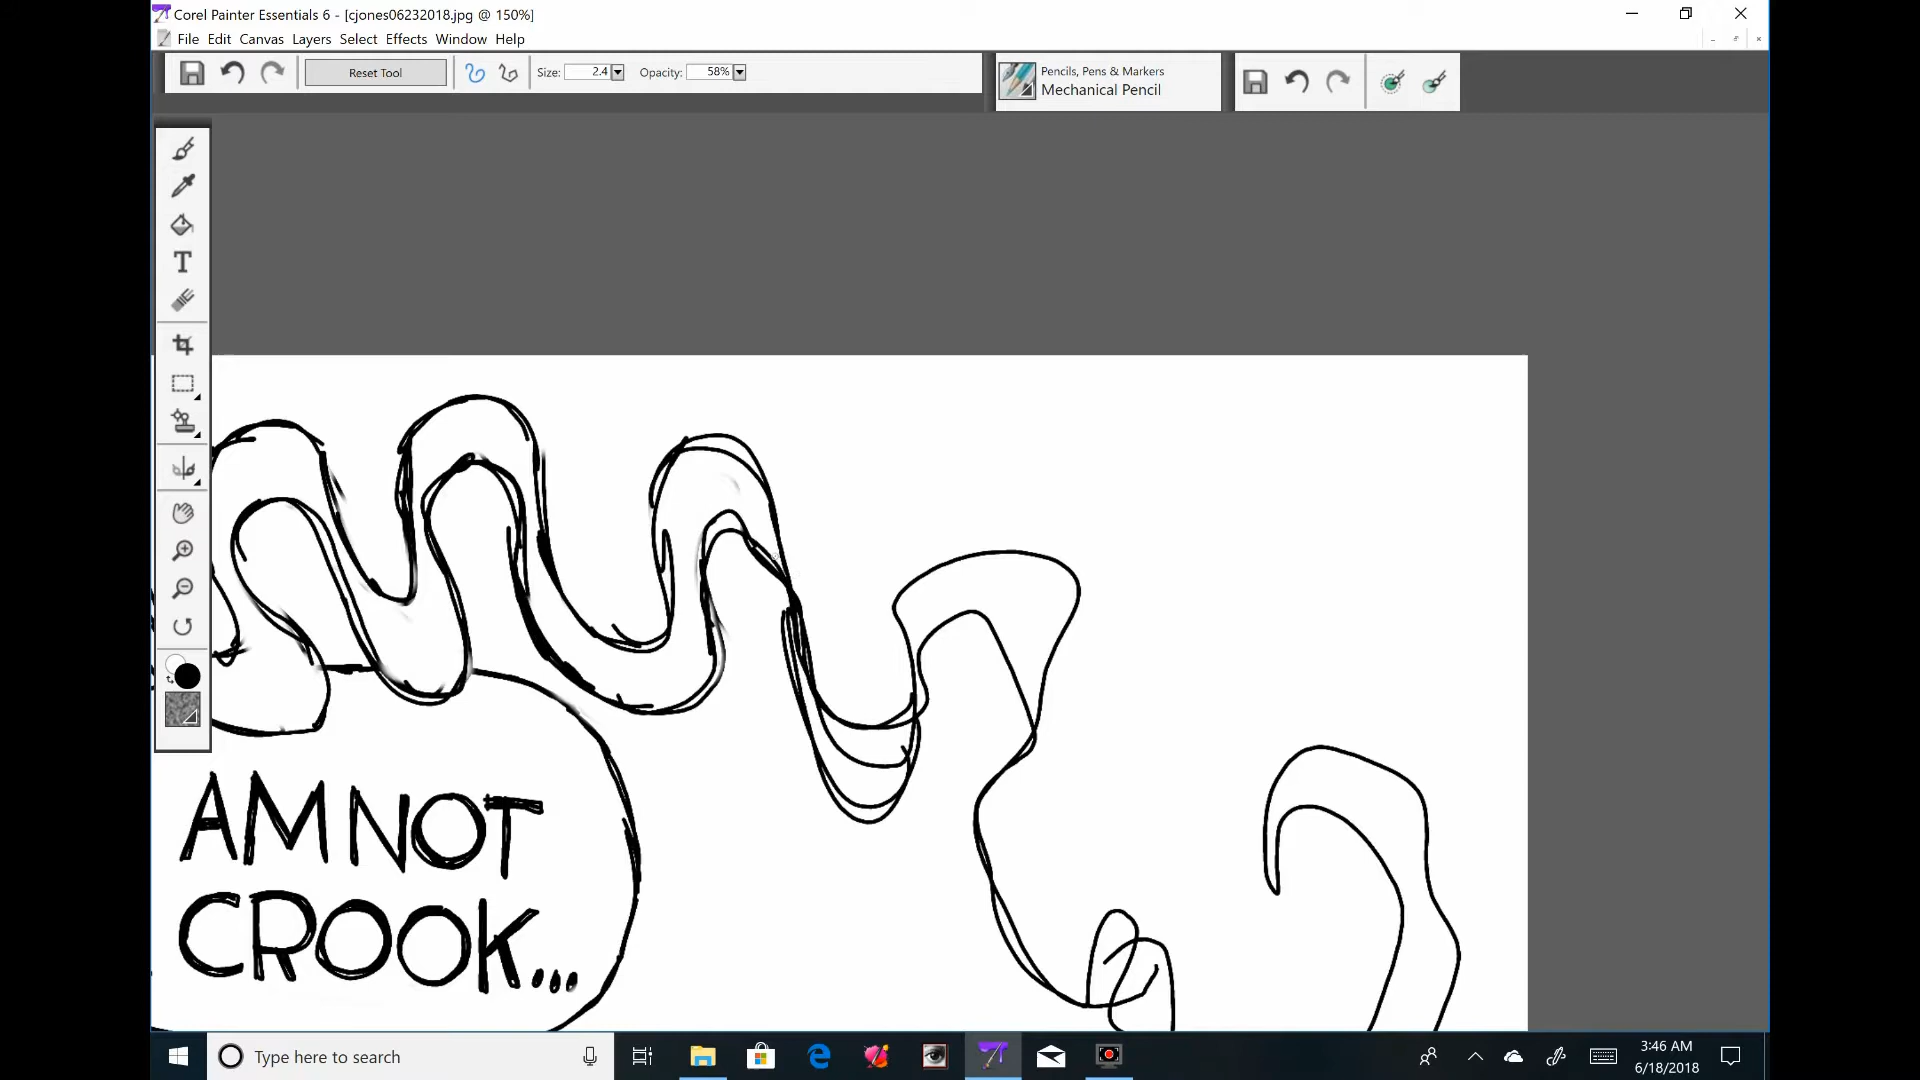 Corel Painter Essentials 6 - [cjones06232018.jpg @ 150%]
File Edit Canvas Layers Select Effects Window Help
Reset Tool Size: 2.4 Opacity: 58%
Pencils, Pens & Markers
Mechanical Pencil
T
AM NOT
CROOK...
Type here to search
3:46 AM
6/18/2018